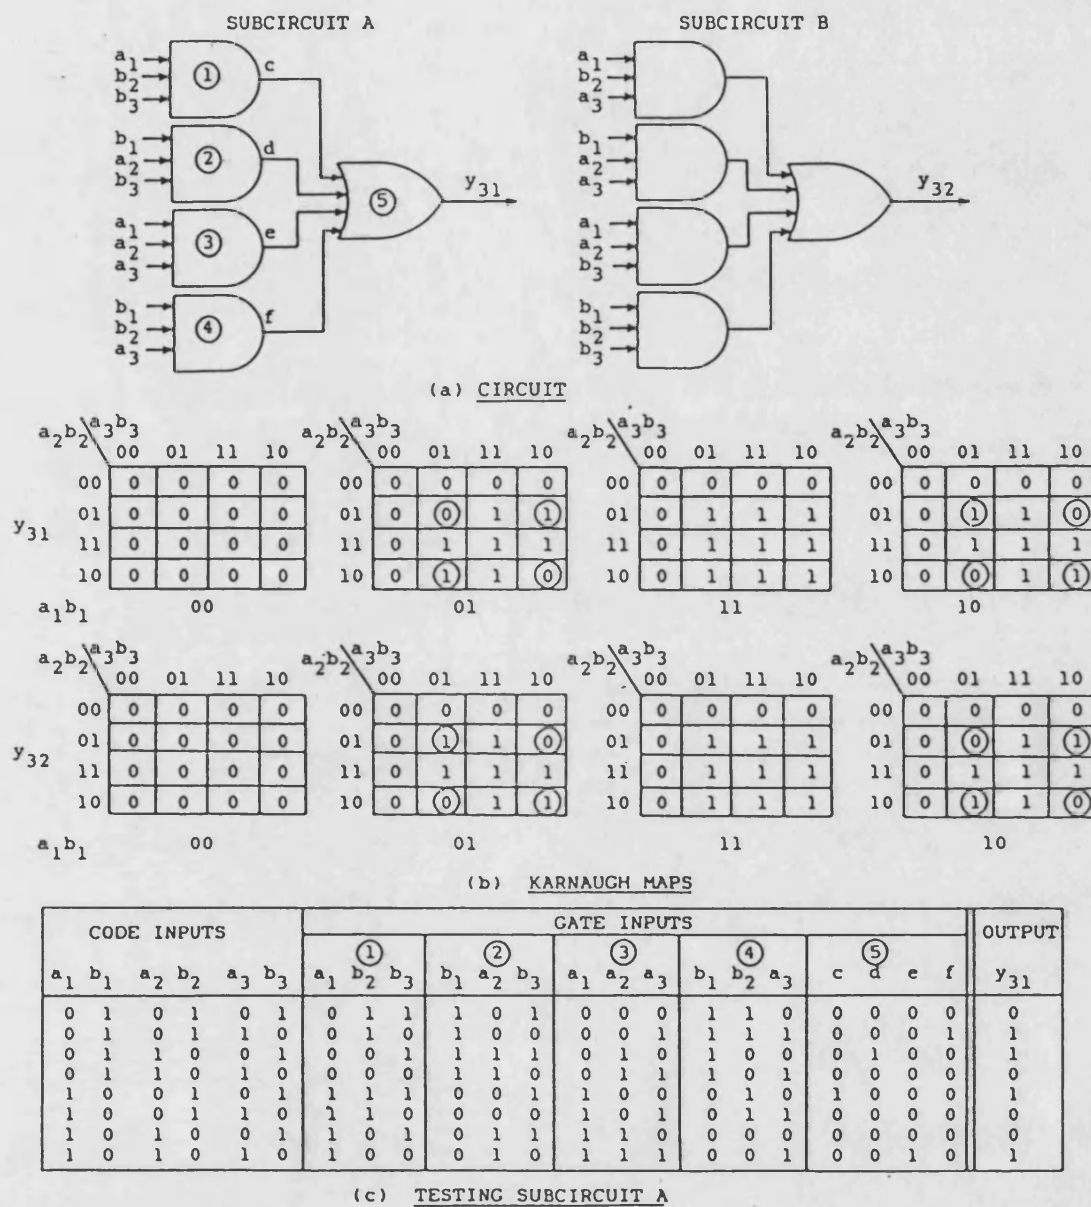 SUBCIRCUIT A SUBCIRCUIT B
a1 b2 b3 1 c
b1 a2 b3 2 d
a1 a2 a3 3 e
b1 b2 a3 4 f
5 y31
a1 b2 a3
b1 a2 a3
a1 a2 b3
b1 b2 b3
y32
(a) CIRCUIT
a2b2 a3b3 a2b2 a3b3 a2b2 a3b3 a2b2 a3b3
00 01 11 10 00 01 11 10 00 01 11 10 00 01 11 10
00 0 0 0 0 00 0 0 0 0 00 0 0 0 0 00 0 0 0 0
01 0 0 0 0 01 0 0 1 1 01 0 1 1 1 01 0 1 1 0
y31
11 0 0 0 0 11 0 1 1 1 11 0 1 1 1 11 0 1 1 1
10 0 0 0 0 10 0 1 1 0 10 0 1 1 1 10 0 0 1 1
a1b1 00 01 11 10
a2b2 a3b3 a2b2 a3b3 a2b2 a3b3 a2b2 a3b3
00 01 11 10 00 01 11 10 00 01 11 10 00 01 11 10
00 0 0 0 0 00 0 0 0 0 00 0 0 0 0 00 0 0 0 0
01 0 0 0 0 01 0 1 1 0 01 0 1 1 1 01 0 0 1 1
y32
11 0 0 0 0 11 0 1 1 1 11 0 1 1 1 11 0 1 1 1
10 0 0 0 0 10 0 0 1 1 10 0 1 1 1 10 0 1 1 0
a1b1 00 01 11 10
(b) KARNAUGH MAPS
CODE INPUTS GATE INPUTS OUTPUT
1 2 3 4 5
a1 b1 a2 b2 a3 b3 a1 b2 b3 b1 a2 b3 a1 a2 a3 b1 b2 a3 c d e f y31
0 1 0 1 0 1 0 1 1 1 0 1 0 0 0 1 1 0 0 0 0 0 0
0 1 0 1 1 0 0 1 0 1 0 0 0 0 1 1 1 1 0 0 0 1 1
0 1 1 0 0 1 0 0 1 1 1 1 0 1 0 1 0 0 0 1 0 0 1
0 1 1 0 1 0 0 0 0 1 1 0 0 1 1 1 0 1 0 0 0 0 0
1 0 0 1 0 1 1 1 1 0 0 1 1 0 0 0 1 0 1 0 0 0 1
1 0 0 1 1 0 1 1 0 0 0 0 1 0 1 0 1 1 0 0 0 0 0
1 0 1 0 0 1 1 0 1 0 1 1 1 1 0 0 0 0 0 0 0 0 0
1 0 1 0 1 0 1 0 0 0 1 0 1 1 1 0 0 1 0 0 1 0 1
(c) TESTING SUBCIRCUIT A